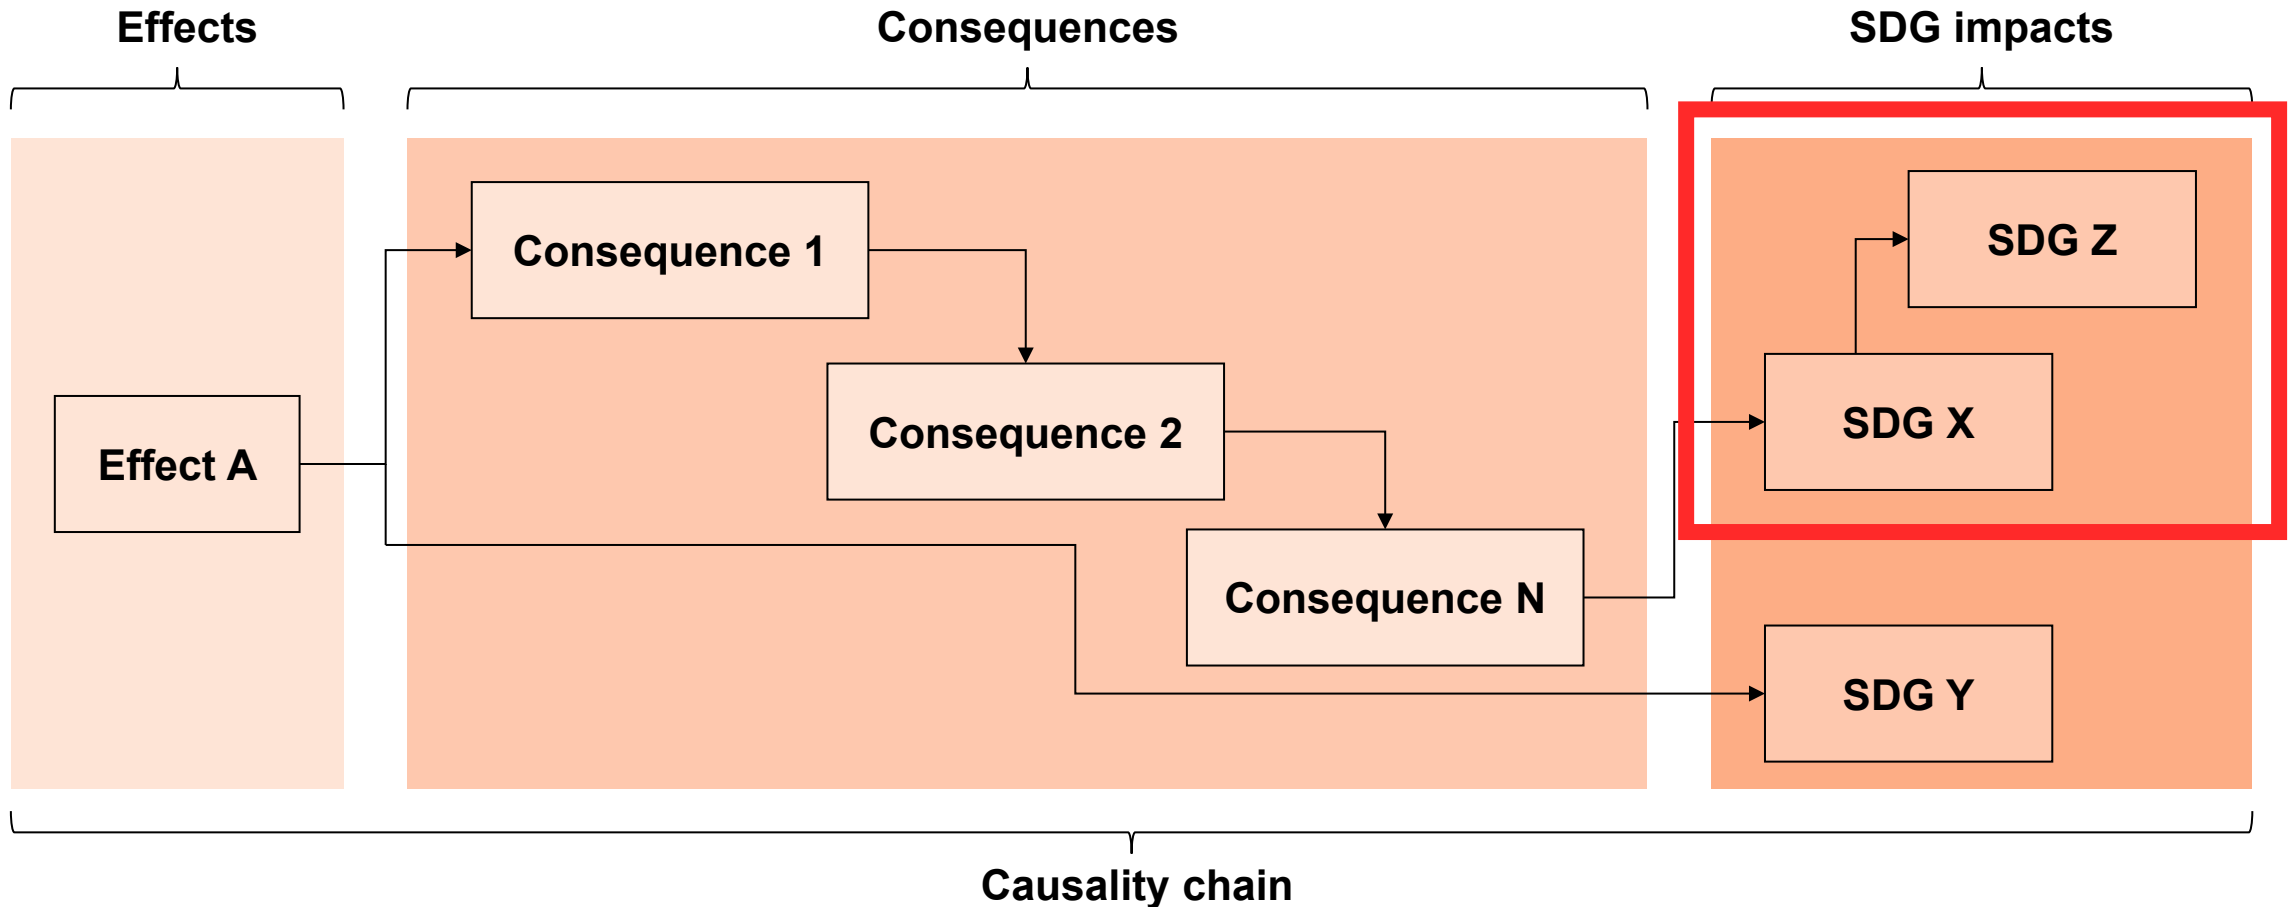 Effects
Consequences
SDG impacts
Consequence 1
SDG Z
Consequence 2
SDG X
Effect A
Consequence N
SDG Y
Causality chain